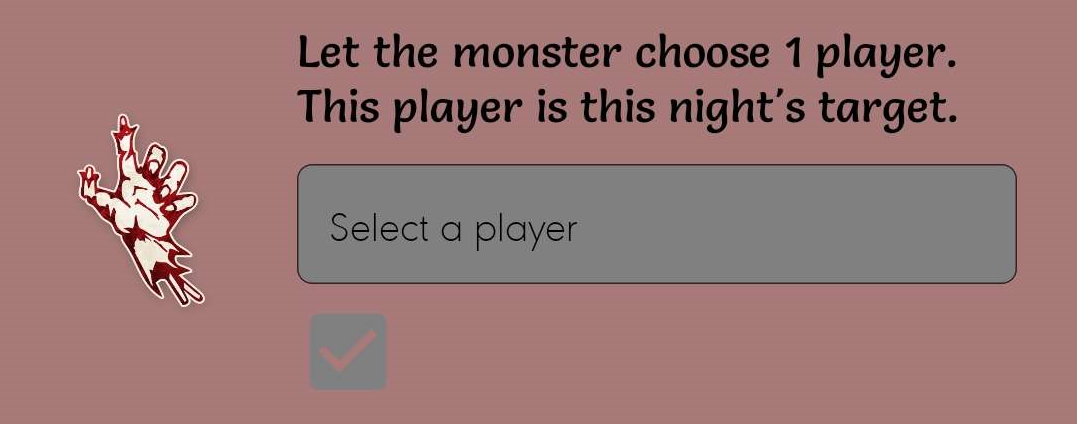 Let the monster choose 1 player.
This player is this night's target.
Select a player